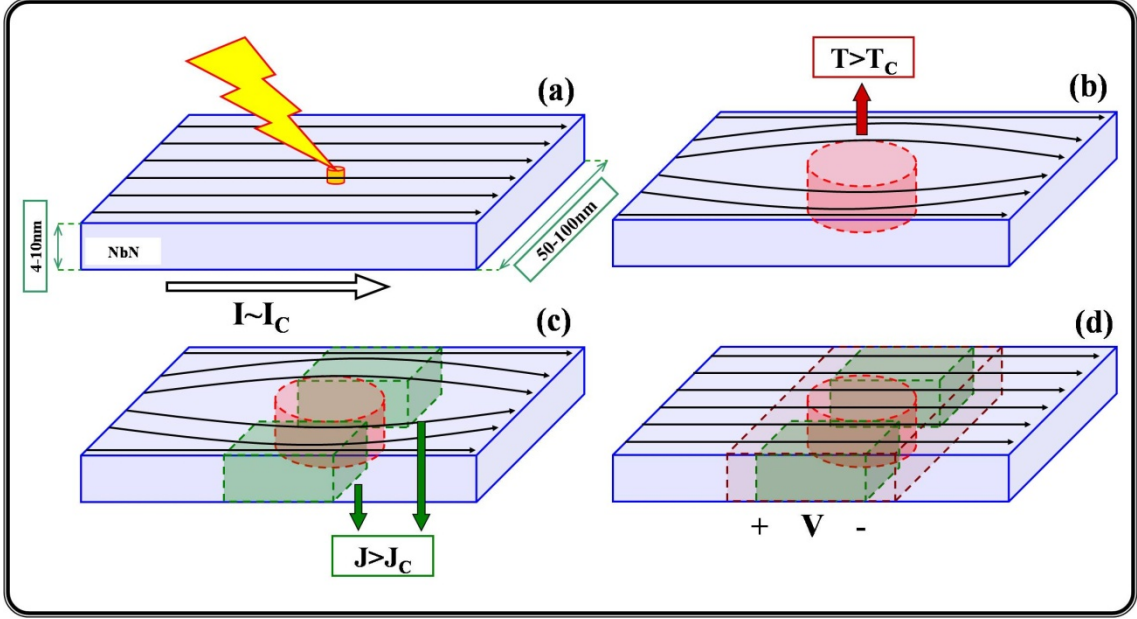 (a)
4-10nm
NbN
50-100nm
I~I_C
T>T_C
(b)
(c)
J>J_C
(d)
+ V -